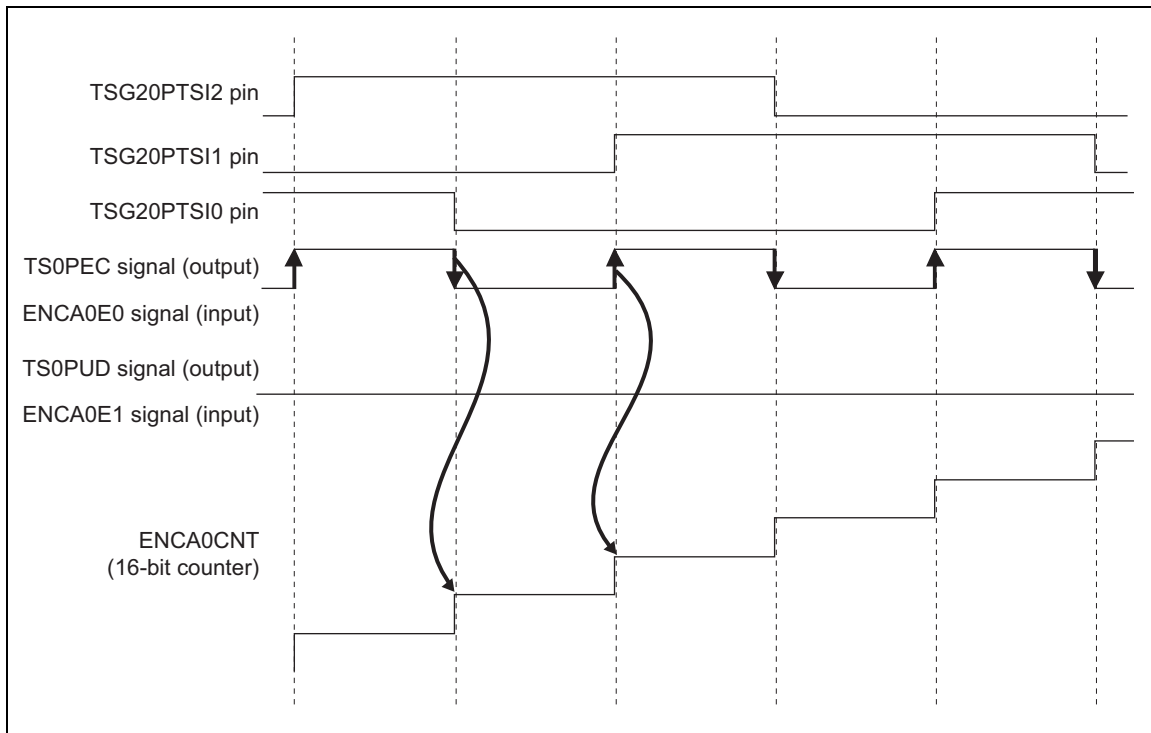 TSG20PTSI2 pin
TSG20PTSI1 pin
TSG20PTSI0 pin
TS0PEC signal (output)
ENCA0E0 signal (input)
TS0PUD signal (output)
ENCA0E1 signal (input)
ENCA0CNT
(16-bit counter)